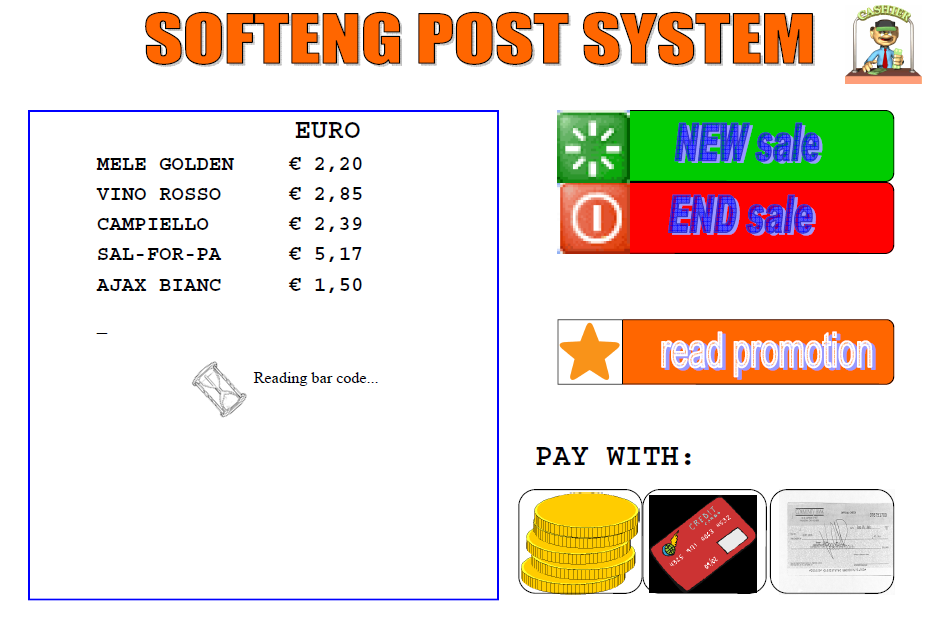 SOFTENG POST SYSTEM
CASHIER
EURO
MELE GOLDEN € 2,20
VINO ROSSO € 2,85
CAMPIELLO € 2,39
SAL-FOR-PA € 5,17
AJAX BIANC € 1,50
_
Reading bar code...
NEW sale
END sale
read promotion
PAY WITH:
CREDIT